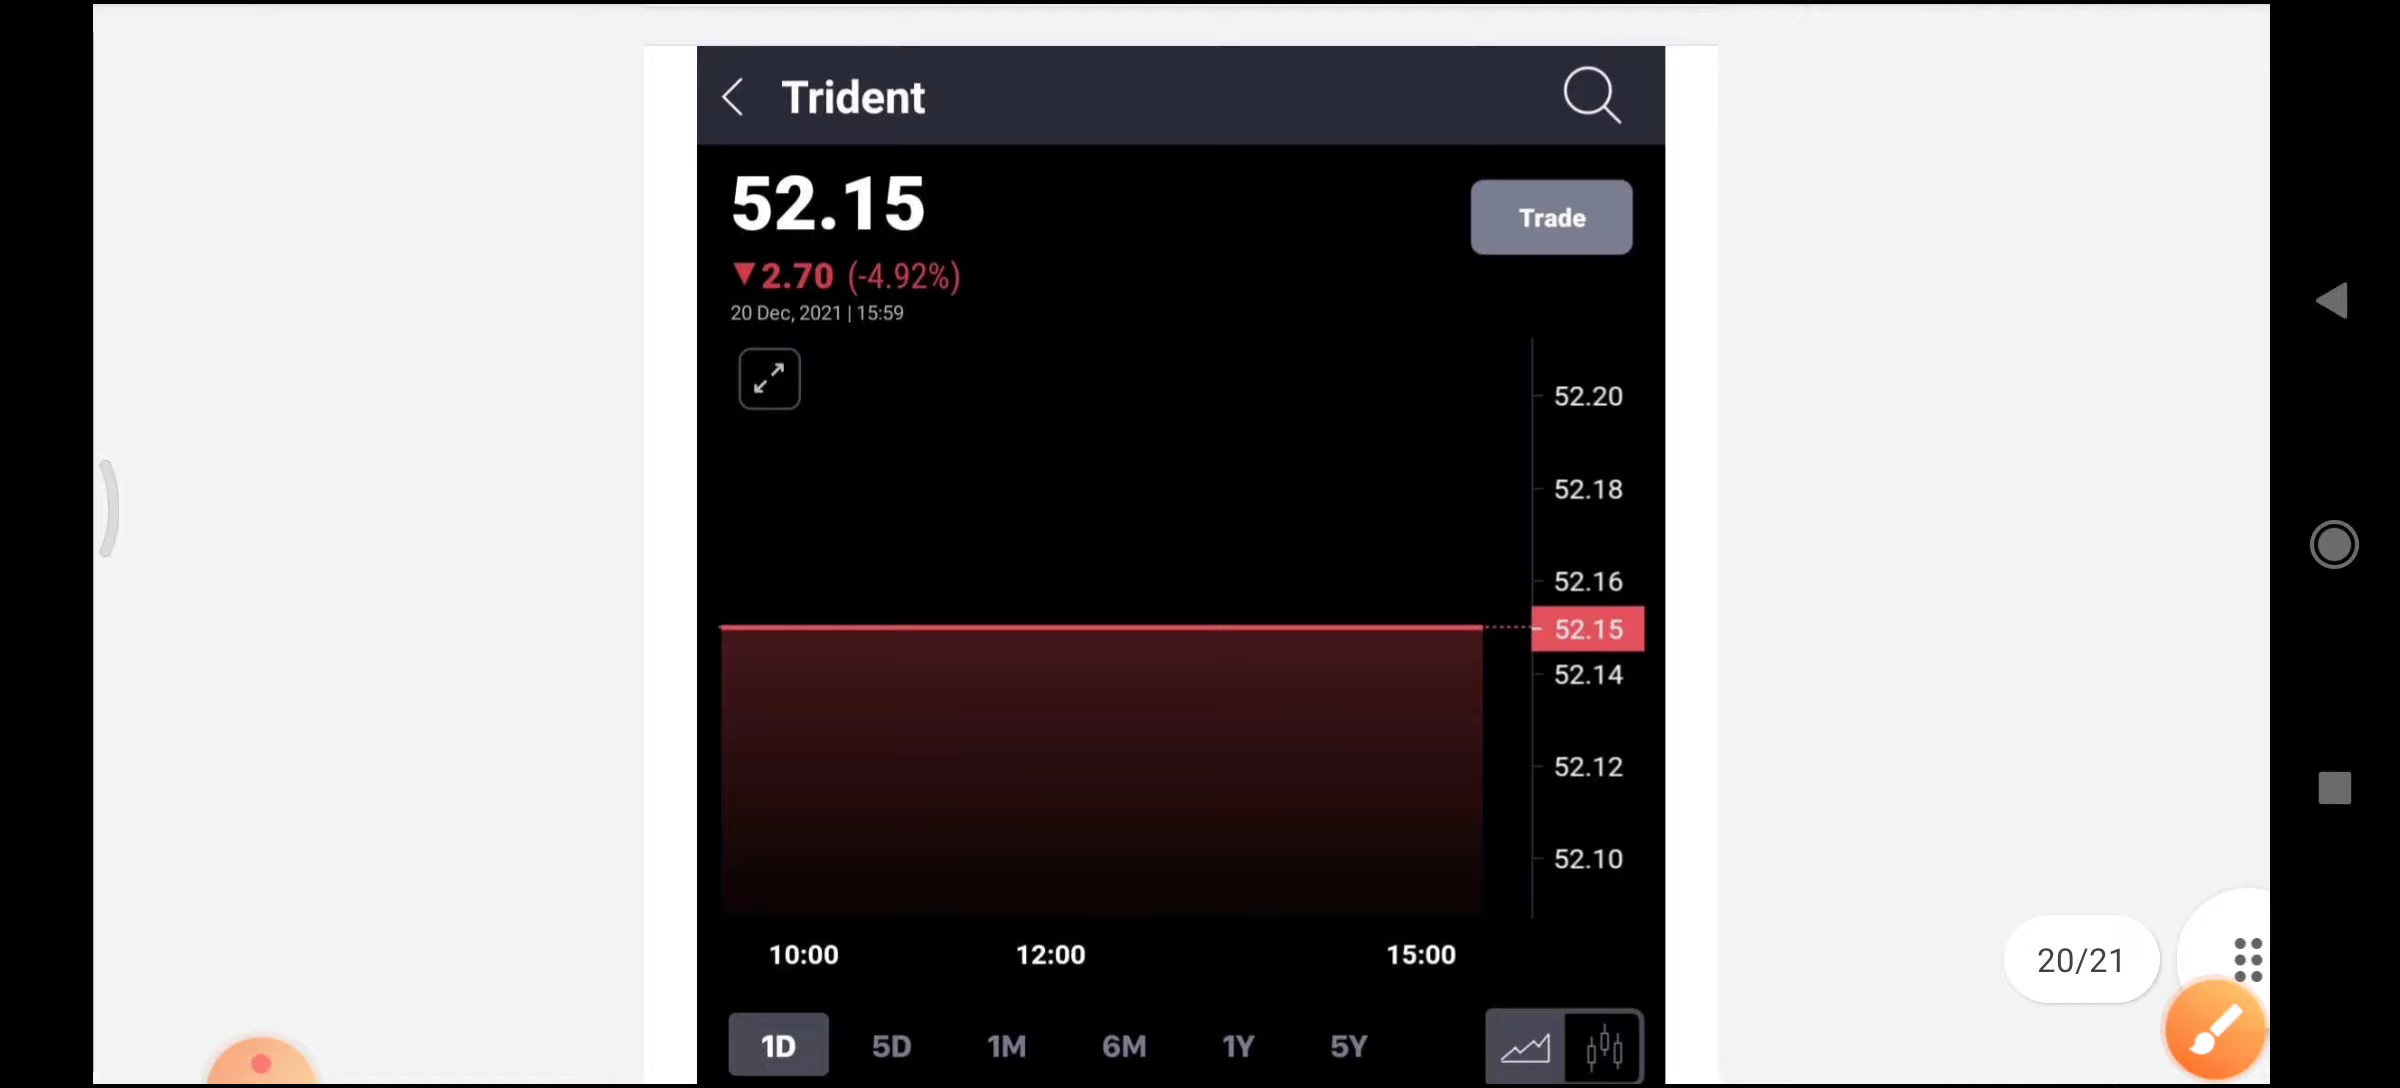 Trident
52.15
Trade
▼2.70 (-4.92%)
20 Dec, 2021 | 15:59
52.20
52.18
52.16
52.15
52.14
52.12
52.10
10:00 12:00 15:00
20/21
1D 5D 1M 6M 1Y 5Y